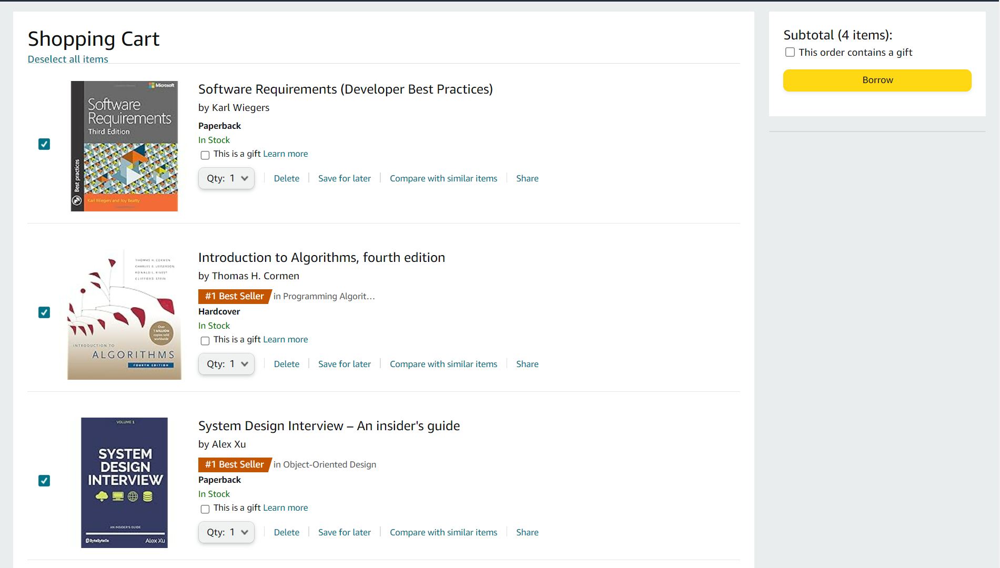 Shopping Cart
Deselect all items
Microsoft
Software
Requirements
Third Edition
Best practices
Karl Wiegers and Joy Beatty
Software Requirements (Developer Best Practices)
by Karl Wiegers
Paperback
In Stock
This is a gift Learn more
Qty: 1 Delete Save for later Compare with similar items Share
THOMAS H. CORMEN
CHARLES E. LEISERSON
RONALD L. RIVEST
CLIFFORD STEIN
Over
1 MILLION
copies sold
worldwide
INTRODUCTION TO
ALGORITHMS
FOURTH EDITION
Introduction to Algorithms, fourth edition
by Thomas H. Cormen
#1 Best Seller in Programming Algorit…
Hardcover
In Stock
This is a gift Learn more
Qty: 1 Delete Save for later Compare with similar items Share
VOLUME 1
SYSTEM
DESIGN
INTERVIEW
AN INSIDER'S GUIDE
ByteByteGo Alex Xu
System Design Interview – An insider's guide
by Alex Xu
#1 Best Seller in Object-Oriented Design
Paperback
In Stock
This is a gift Learn more
Qty: 1 Delete Save for later Compare with similar items Share
Subtotal (4 items):
This order contains a gift
Borrow